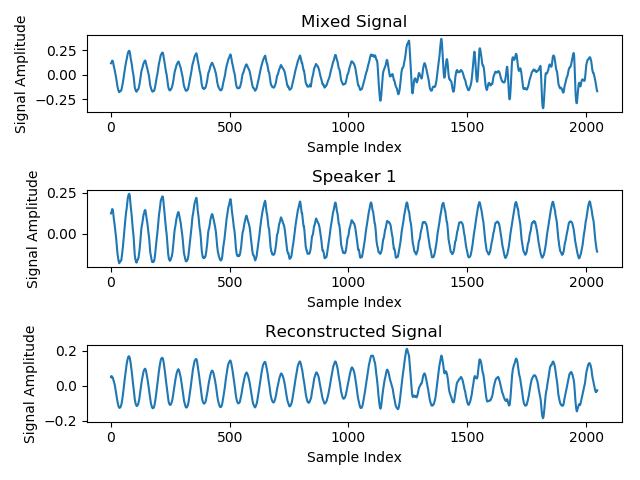 Mixed Signal
Signal Amplitude
0.25
0.00
−0.25
0 500 1000 1500 2000
Sample Index
Speaker 1
Signal Amplitude
0.25
0.00
0 500 1000 1500 2000
Sample Index
Reconstructed Signal
Signal Amplitude
0.2
0.0
−0.2
0 500 1000 1500 2000
Sample Index